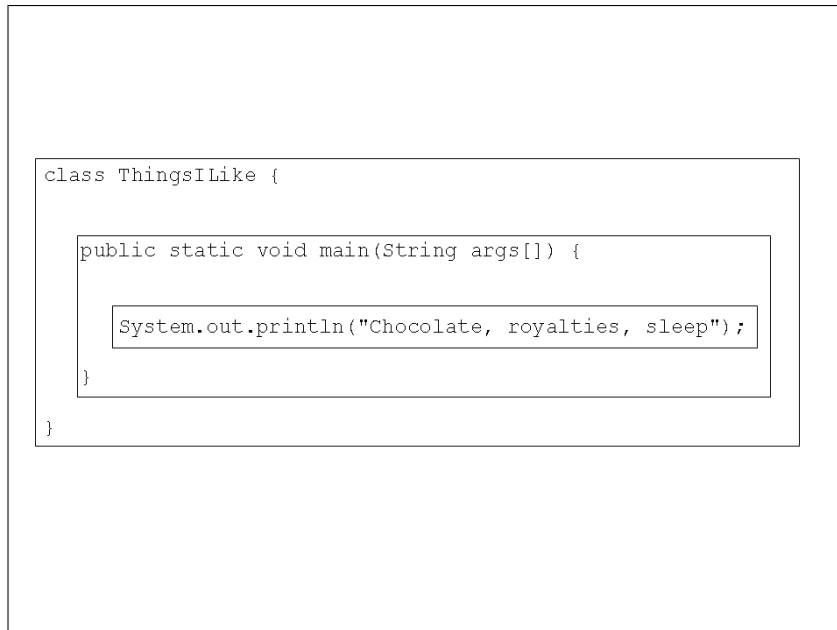 class ThingsILike {
public static void main(String args[]) {
System.out.println("Chocolate, royalties, sleep");
}
}